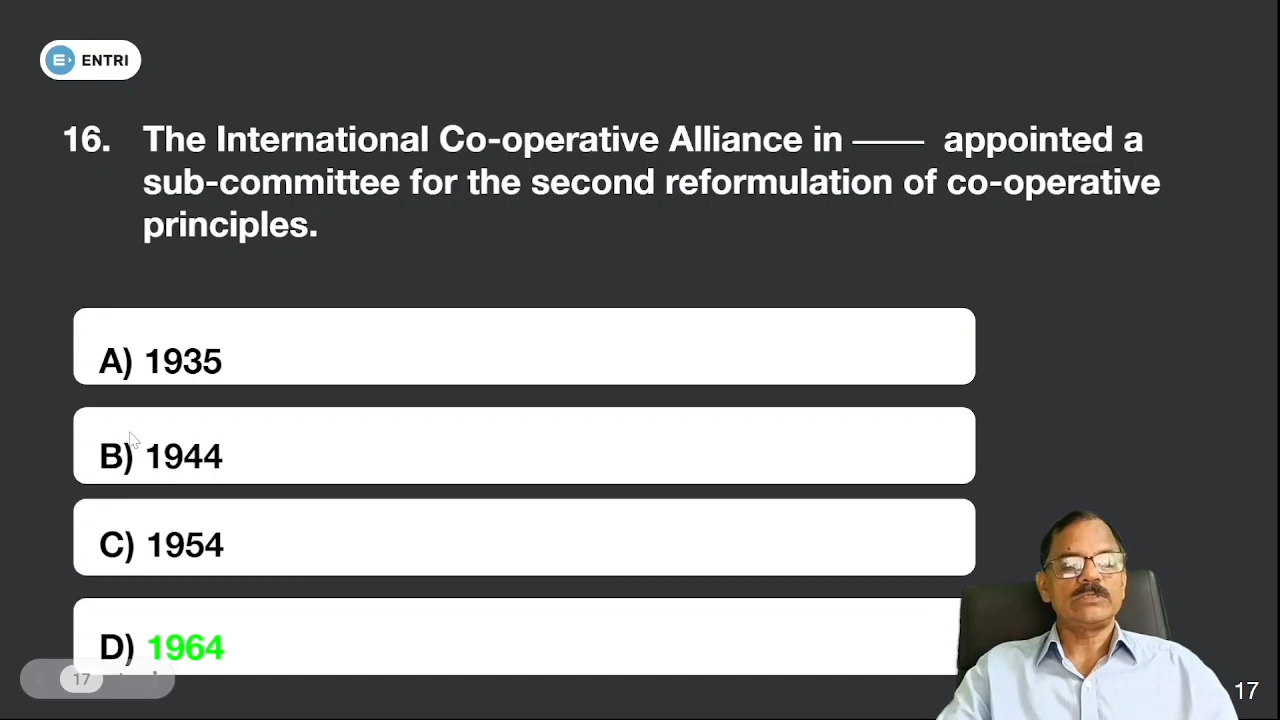 ENTRI
16. The International Co-operative Alliance in —— appointed a
sub-committee for the second reformulation of co-operative
principles.
A) 1935
B) 1944
C) 1954
D) 1964
17
17